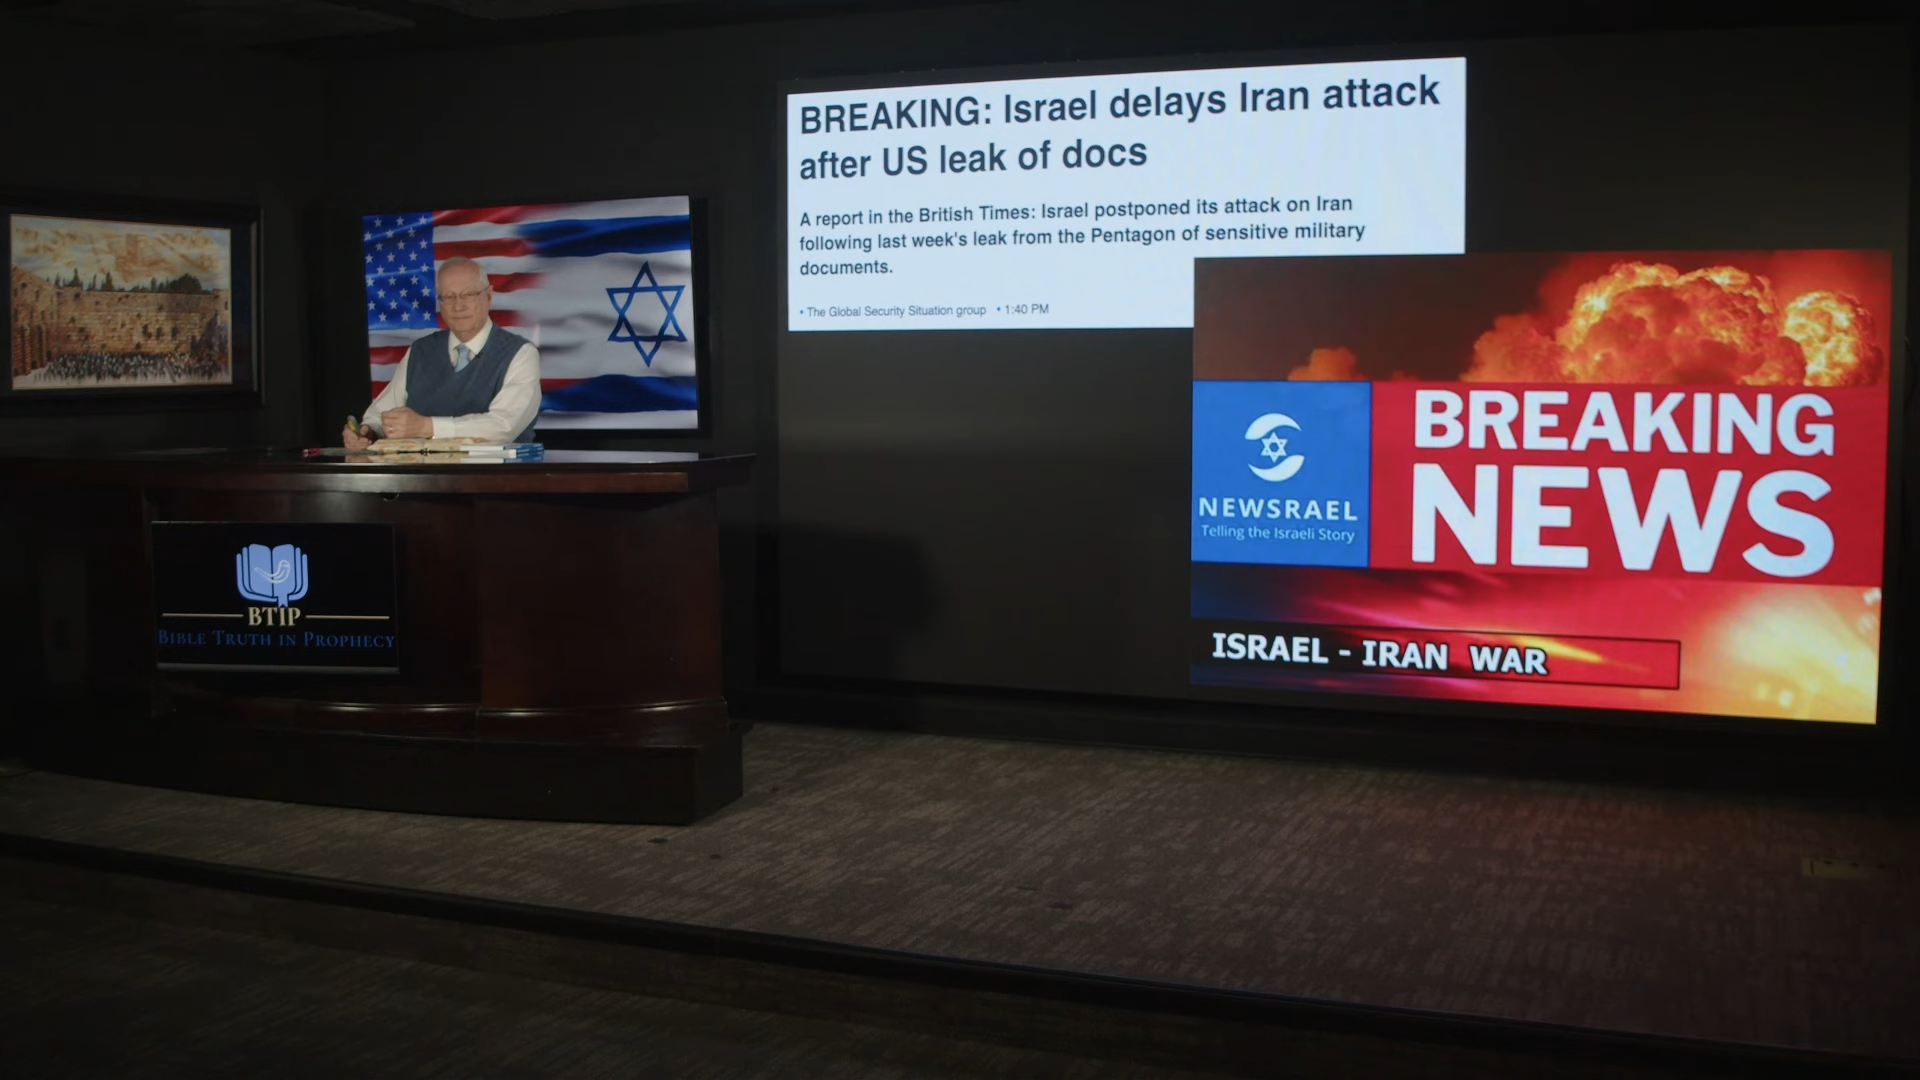 BREAKING: Israel delays Iran attack
after US leak of docs
A report in the British Times: Israel postponed its attack on Iran
following last week's leak from the Pentagon of sensitive military
documents.
• The Global Security Situation group • 1:40 PM
BREAKING
NEWS
NEWSRAEL
Telling the Israeli Story
ISRAEL - IRAN WAR
BTIP
BIBLE TRUTH IN PROPHECY